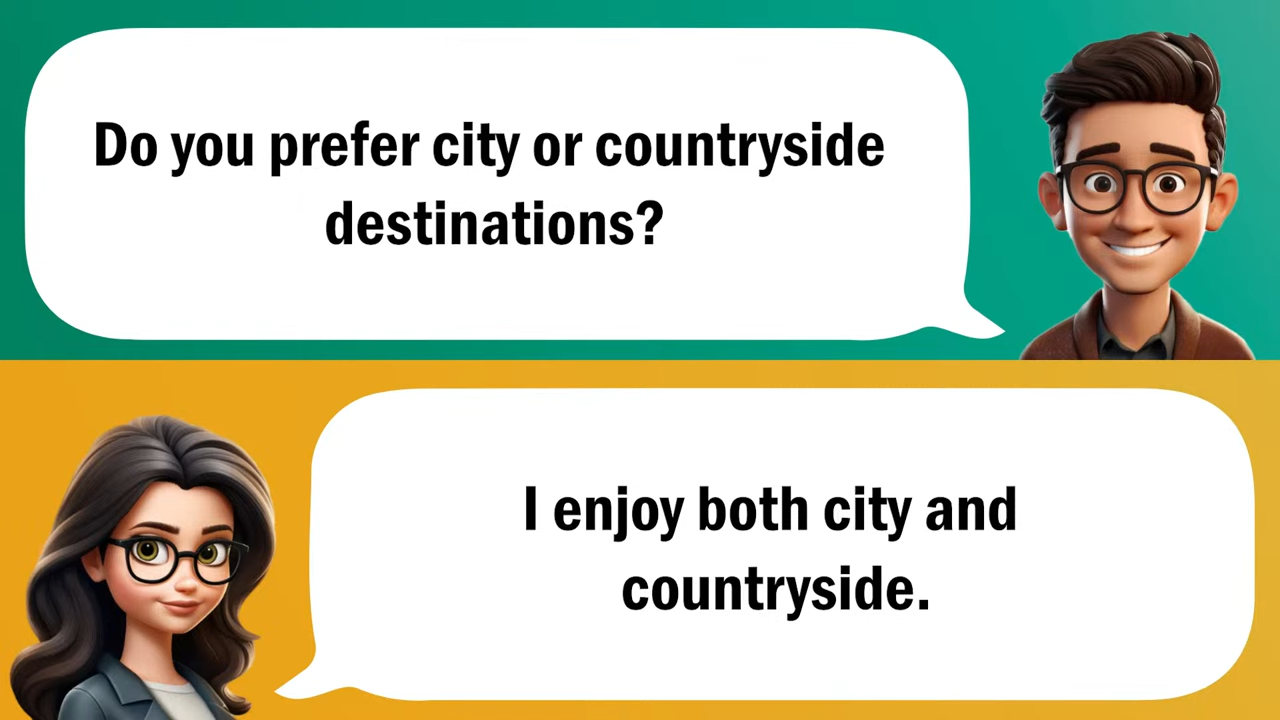 Do you prefer city or countryside
destinations?
I enjoy both city and
countryside.